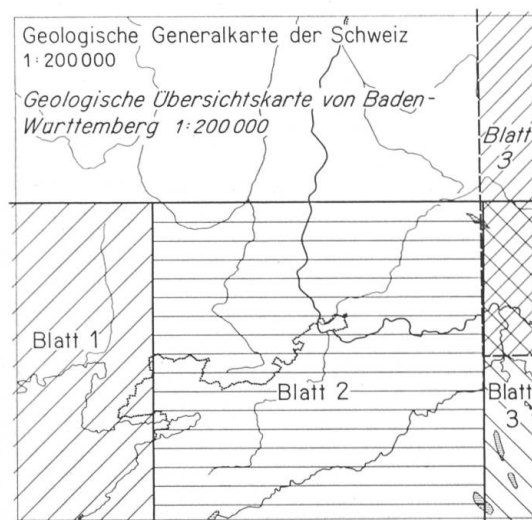 Geologische Generalkarte der Schweiz
1:200 000
Geologische Übersichtskarte von Baden-
Wurttemberg 1:200 000
Blatt
3
Blatt 1
Blatt 2
Blatt
3